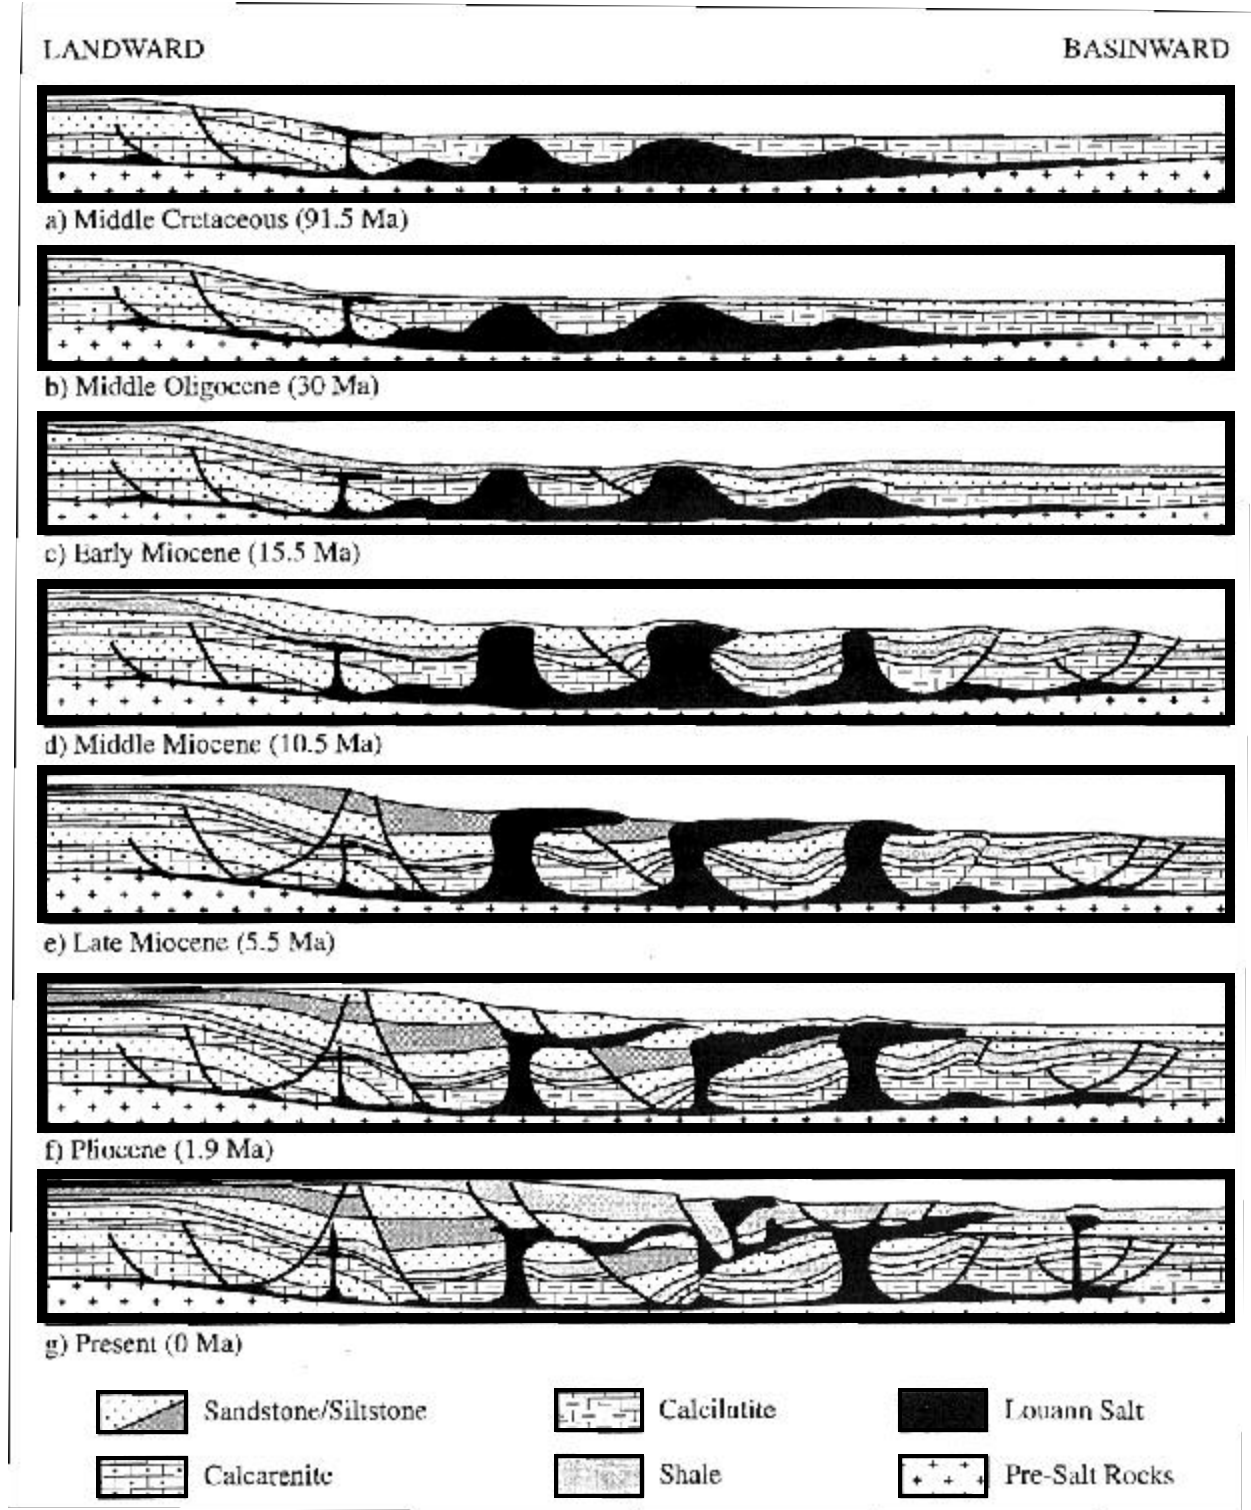 LANDWARD BASINWARD
a) Middle Cretaceous (91.5 Ma)
b) Middle Oligocene (30 Ma)
c) Early Miocene (15.5 Ma)
d) Middle Miocene (10.5 Ma)
e) Late Miocene (5.5 Ma)
f) Pliocene (1.9 Ma)
g) Present (0 Ma)
Sandstone/Siltstone Calcilutite Louann Salt
Calcarenite Shale Pre-Salt Rocks